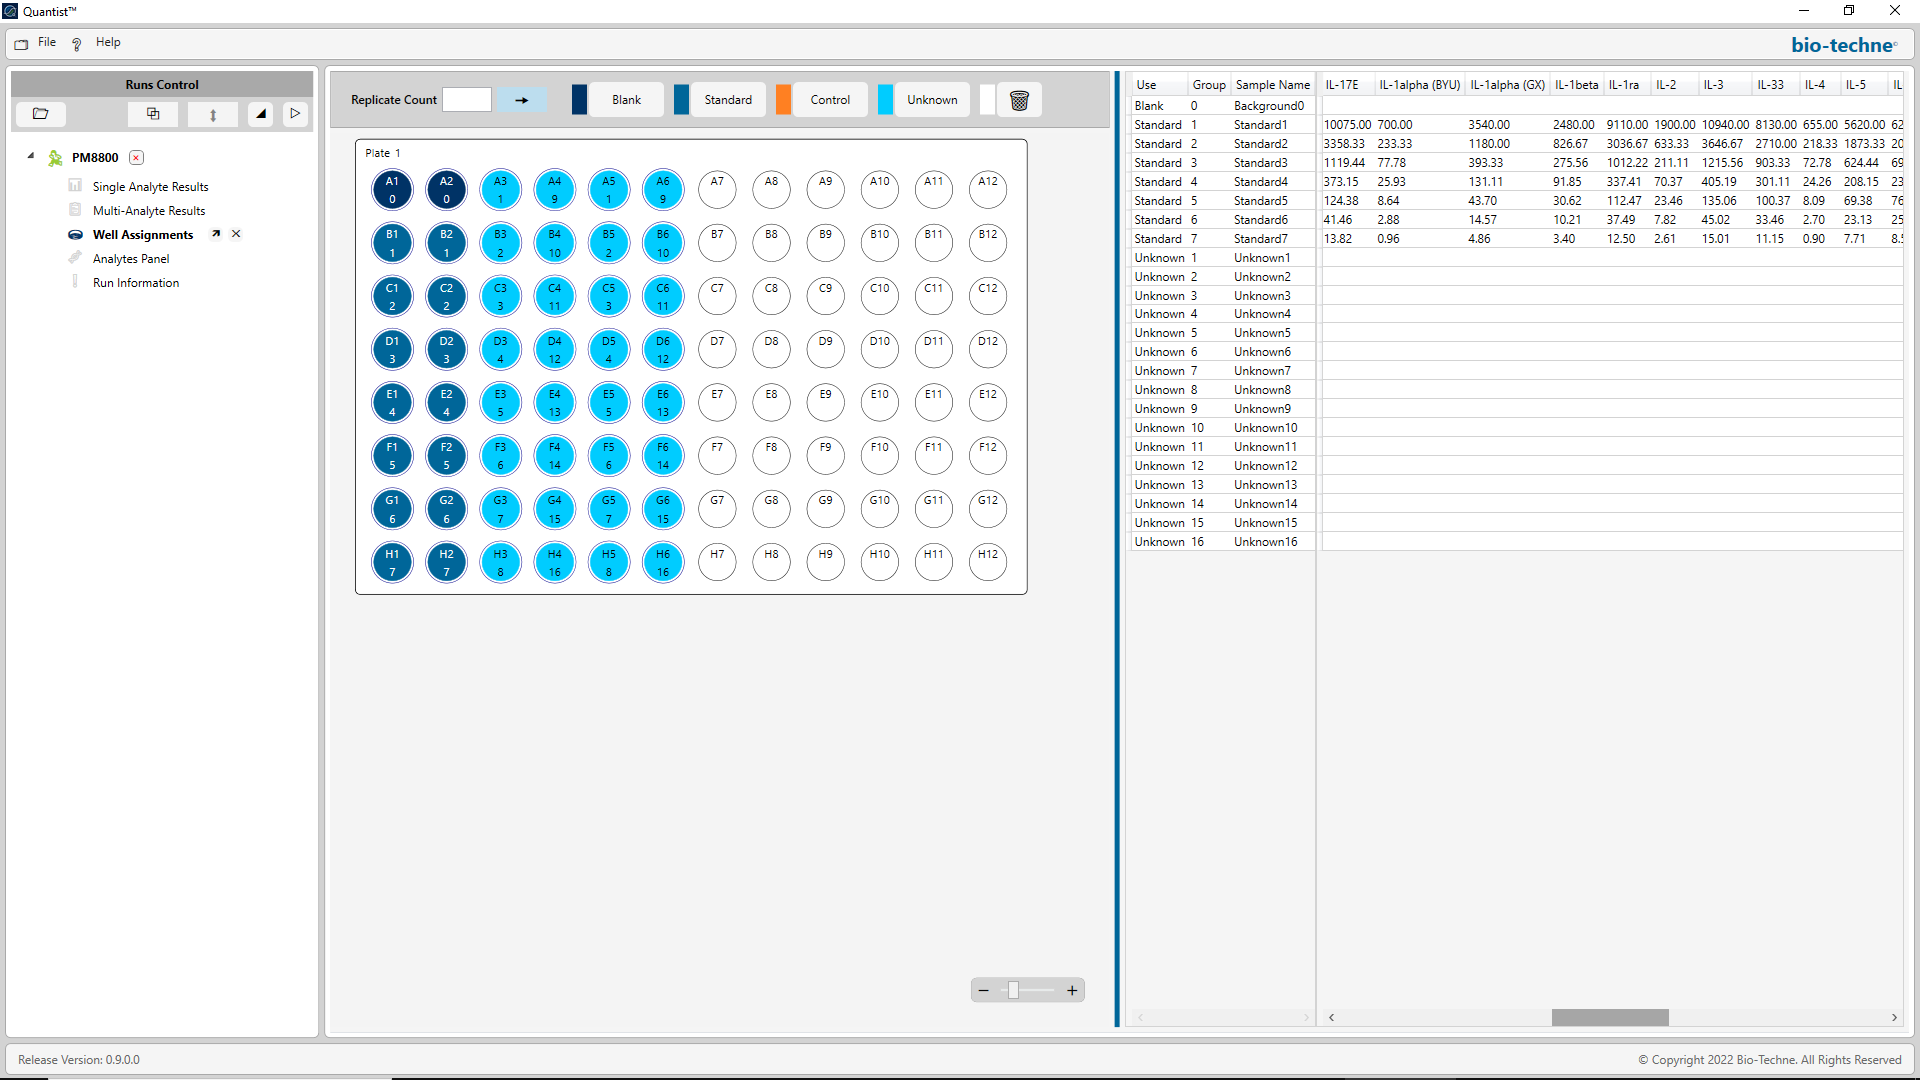 Quantist™
File Help
bio-techne
Runs Control
PM8800
Single Analyte Results
Multi-Analyte Results
Well Assignments
Analytes Panel
Run Information
Replicate Count Blank Standard Control Unknown
Plate 1
A1 A2 A3 A4 A5 A6 A7 A8 A9 A10 A11 A12
0 0 1 9 1 9
B1 B2 B3 B4 B5 B6 B7 B8 B9 B10 B11 B12
1 1 2 10 2 10
C1 C2 C3 C4 C5 C6 C7 C8 C9 C10 C11 C12
2 2 3 11 3 11
D1 D2 D3 D4 D5 D6 D7 D8 D9 D10 D11 D12
3 3 4 12 4 12
E1 E2 E3 E4 E5 E6 E7 E8 E9 E10 E11 E12
4 4 5 13 5 13
F1 F2 F3 F4 F5 F6 F7 F8 F9 F10 F11 F12
5 5 6 14 6 14
G1 G2 G3 G4 G5 G6 G7 G8 G9 G10 G11 G12
6 6 7 15 7 15
H1 H2 H3 H4 H5 H6 H7 H8 H9 H10 H11 H12
7 7 8 16 8 16
Use Group Sample Name IL-17E IL-1alpha (BYU) IL-1alpha (GX) IL-1beta IL-1ra IL-2 IL-3 IL-33 IL-4 IL-5 IL
Blank 0 Background0
Standard 1 Standard1 10075.00 700.00 3540.00 2480.00 9110.00 1900.00 10940.00 8130.00 655.00 5620.00 62
Standard 2 Standard2 3358.33 233.33 1180.00 826.67 3036.67 633.33 3646.67 2710.00 218.33 1873.33 20
Standard 3 Standard3 1119.44 77.78 393.33 275.56 1012.22 211.11 1215.56 903.33 72.78 624.44 69
Standard 4 Standard4 373.15 25.93 131.11 91.85 337.41 70.37 405.19 301.11 24.26 208.15 23
Standard 5 Standard5 124.38 8.64 43.70 30.62 112.47 23.46 135.06 100.37 8.09 69.38 76
Standard 6 Standard6 41.46 2.88 14.57 10.21 37.49 7.82 45.02 33.46 2.70 23.13 25
Standard 7 Standard7 13.82 0.96 4.86 3.40 12.50 2.61 15.01 11.15 0.90 7.71 8.5
Unknown 1 Unknown1
Unknown 2 Unknown2
Unknown 3 Unknown3
Unknown 4 Unknown4
Unknown 5 Unknown5
Unknown 6 Unknown6
Unknown 7 Unknown7
Unknown 8 Unknown8
Unknown 9 Unknown9
Unknown 10 Unknown10
Unknown 11 Unknown11
Unknown 12 Unknown12
Unknown 13 Unknown13
Unknown 14 Unknown14
Unknown 15 Unknown15
Unknown 16 Unknown16
Release Version: 0.9.0.0
© Copyright 2022 Bio-Techne. All Rights Reserved